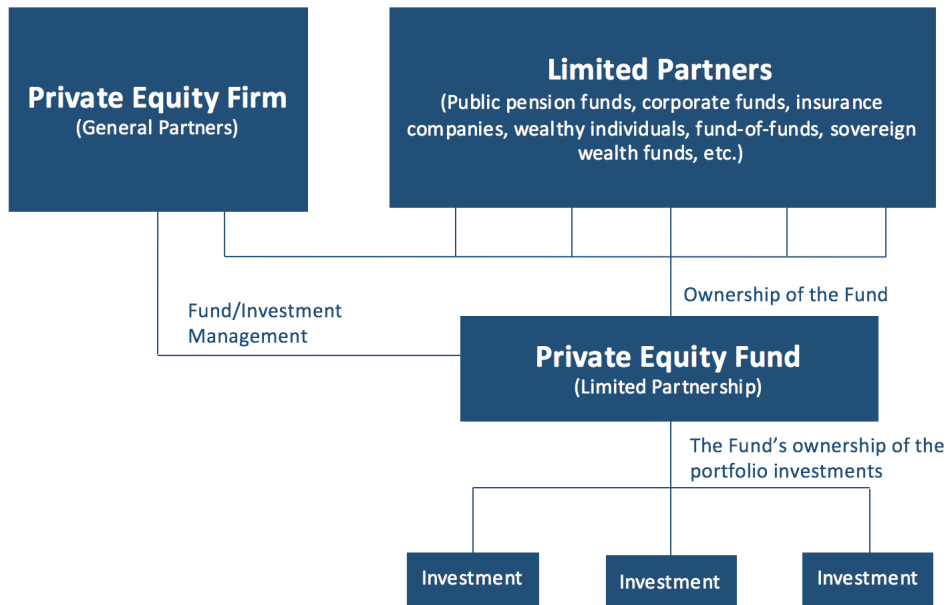 Private Equity Firm
(General Partners)
Limited Partners
(Public pension funds, corporate funds, insurance
companies, wealthy individuals, fund-of-funds, sovereign
wealth funds, etc.)
Fund/Investment
Management
Ownership of the Fund
Private Equity Fund
(Limited Partnership)
The Fund’s ownership of the
portfolio investments
Investment
Investment
Investment